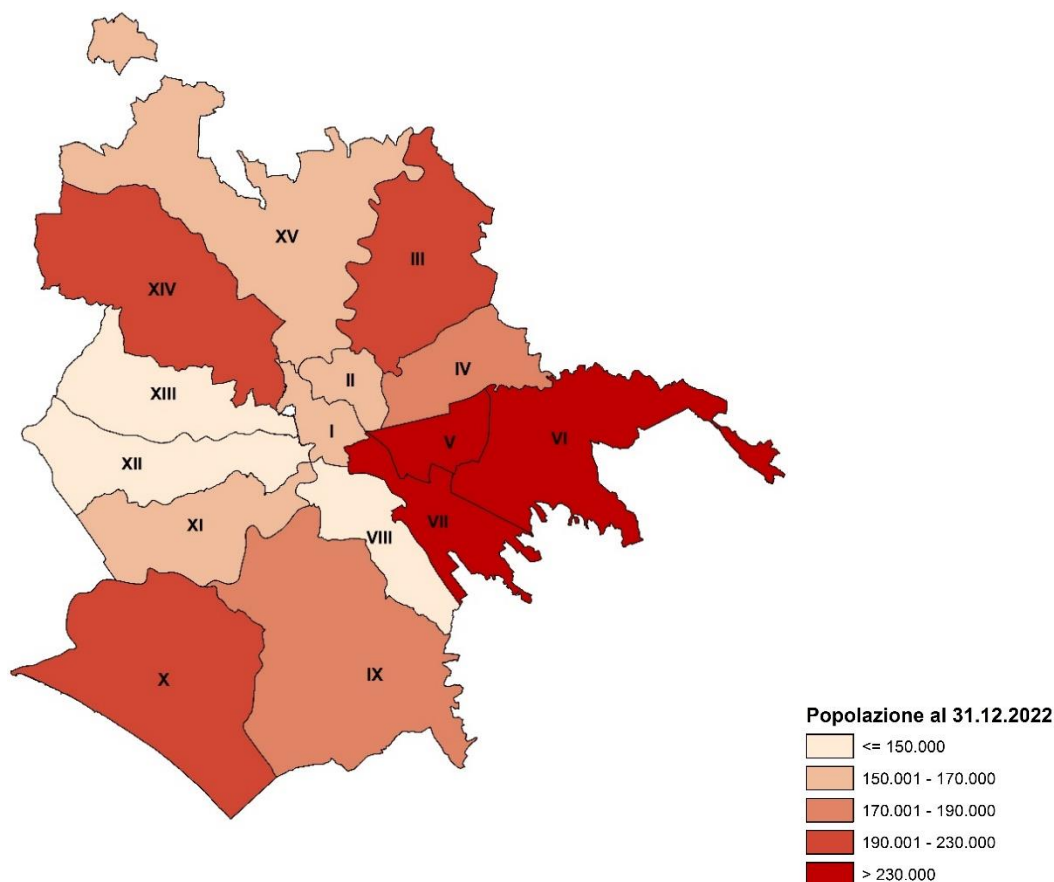 XV
III
XIV
IV
II
XIII
I
V
VI
XII
VII
XI
VIII
IX
X
Popolazione al 31.12.2022
<= 150.000
150.001 - 170.000
170.001 - 190.000
190.001 - 230.000
> 230.000